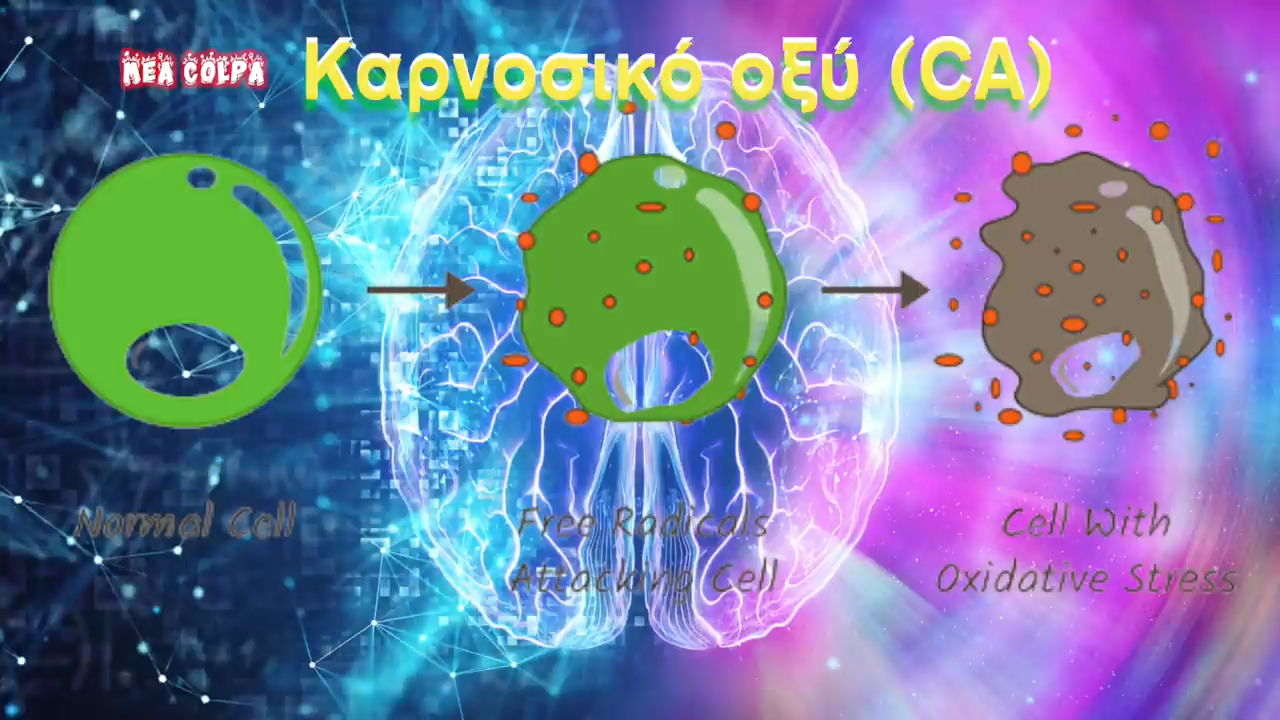 MEA COLPA
Καρνοσικό οξύ (CA)
Normal Cell
Free Radicals
Attacking Cell
Cell With
Oxidative Stress